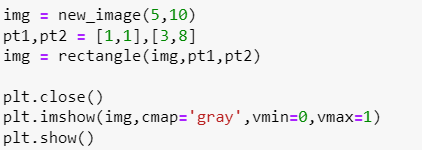 img = new_image(5,10)
pt1,pt2 = [1,1],[3,8]
img = rectangle(img,pt1,pt2)
plt.close()
plt.imshow(img,cmap='gray',vmin=0,vmax=1)
plt.show()